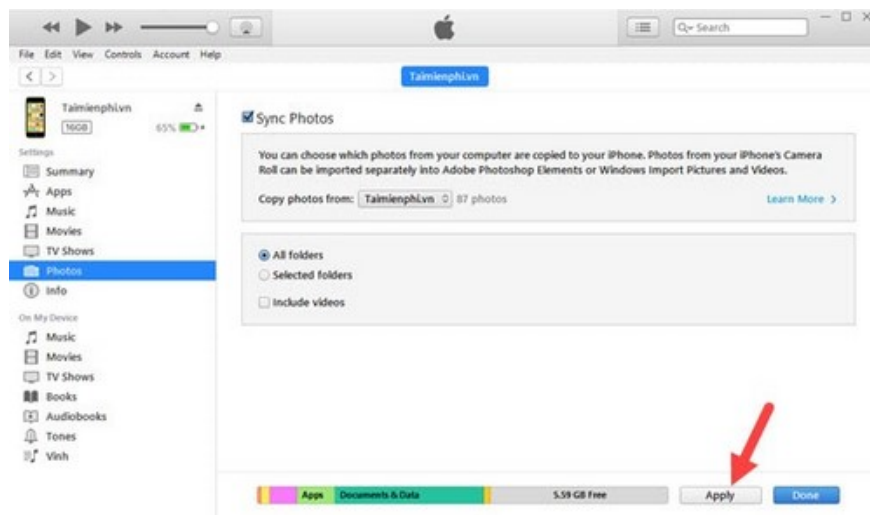 Search
File Edit View Controls Account Help
Taimienphi.vn
Taimienphi.vn
16GB 65%
Settings
Summary
Apps
Music
Movies
TV Shows
Photos
Info
On My Device
Music
Movies
TV Shows
Books
Audiobooks
Tones
Vinh
Sync Photos
You can choose which photos from your computer are copied to your iPhone. Photos from your iPhone's Camera
Roll can be imported separately into Adobe Photoshop Elements or Windows Import Pictures and Videos.
Copy photos from: Taimienphi.vn 87 photos Learn More
All folders
Selected folders
Include videos
Apps Documents & Data 5.59 GB Free Apply Done